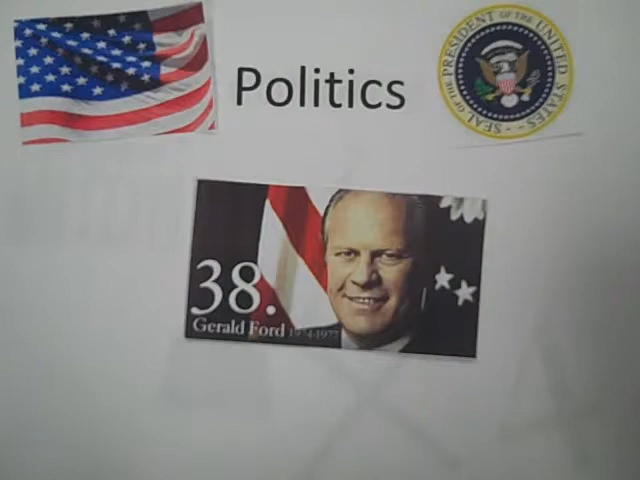 Politics
SEAL OF THE PRESIDENT OF THE UNITED STATES
38.
Gerald Ford 1974-1977